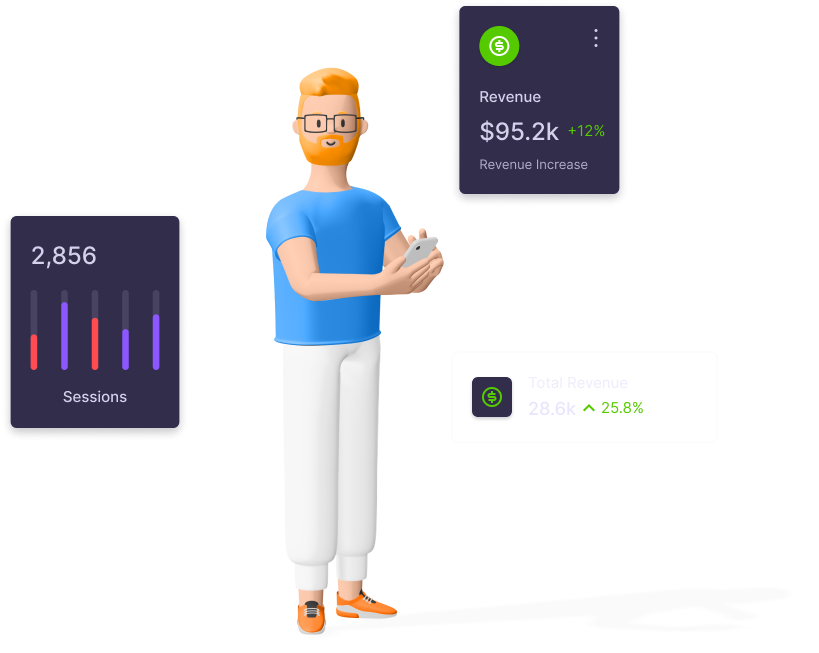 Revenue
$95.2k +12%
Revenue Increase
2,856
Sessions
Total Revenue
28.6k 25.8%